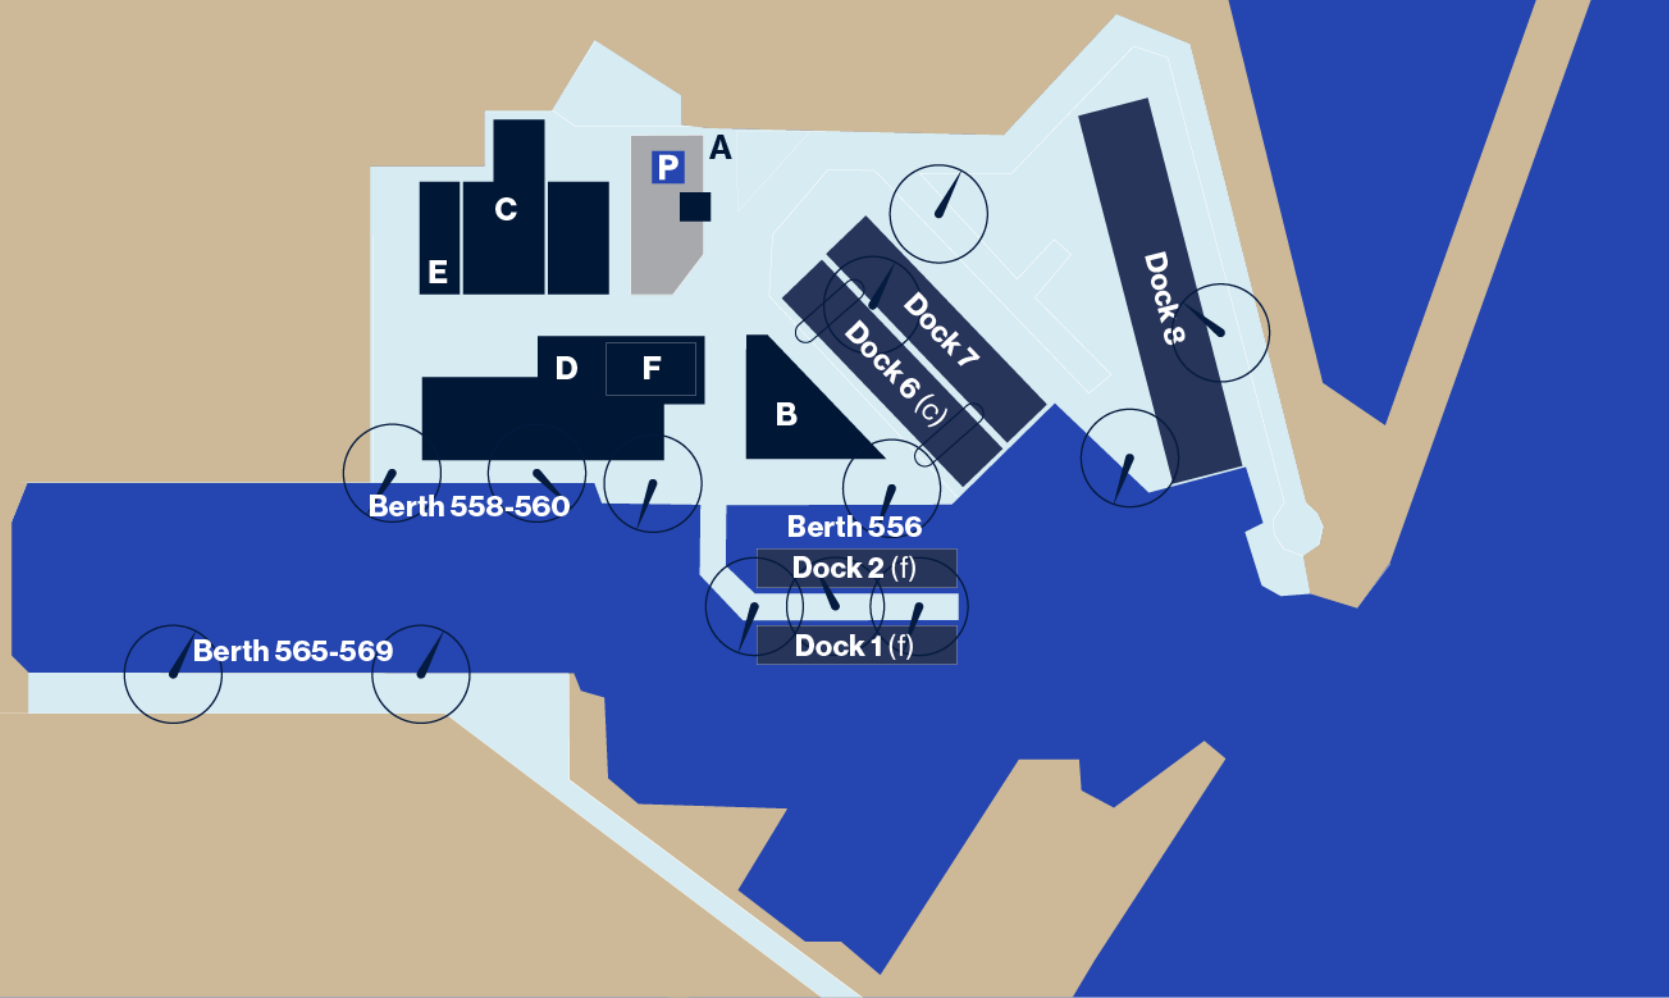 A
P
C
E
Dock 8
Dock 7
Dock 6 (c)
D
F
B
Berth 558-560
Berth 556
Dock 2 (f)
Dock 1 (f)
Berth 565-569